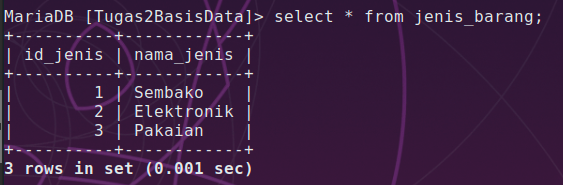 MariaDB [Tugas2BasisData]> select * from jenis_barang;
+----------+------------+
| id_jenis | nama_jenis |
+----------+------------+
|        1 | Sembako    |
|        2 | Elektronik |
|        3 | Pakaian    |
+----------+------------+
3 rows in set (0.001 sec)